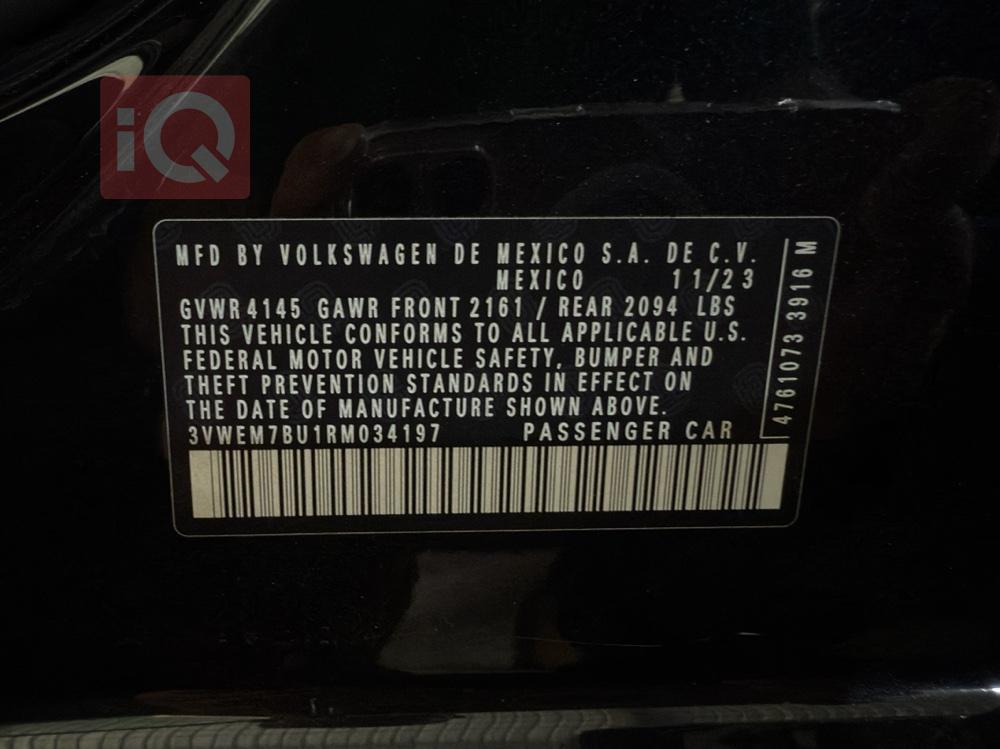 iQ
MFD BY VOLKSWAGEN DE MEXICO S.A. DE C.V.
MEXICO 11/23
GVWR 4145 GAWR FRONT 2161 / REAR 2094 LBS
THIS VEHICLE CONFORMS TO ALL APPLICABLE U.S.
FEDERAL MOTOR VEHICLE SAFETY, BUMPER AND
THEFT PREVENTION STANDARDS IN EFFECT ON
THE DATE OF MANUFACTURE SHOWN ABOVE.
3VWEM7BU1RM034197 PASSENGER CAR
4761073 3916 M